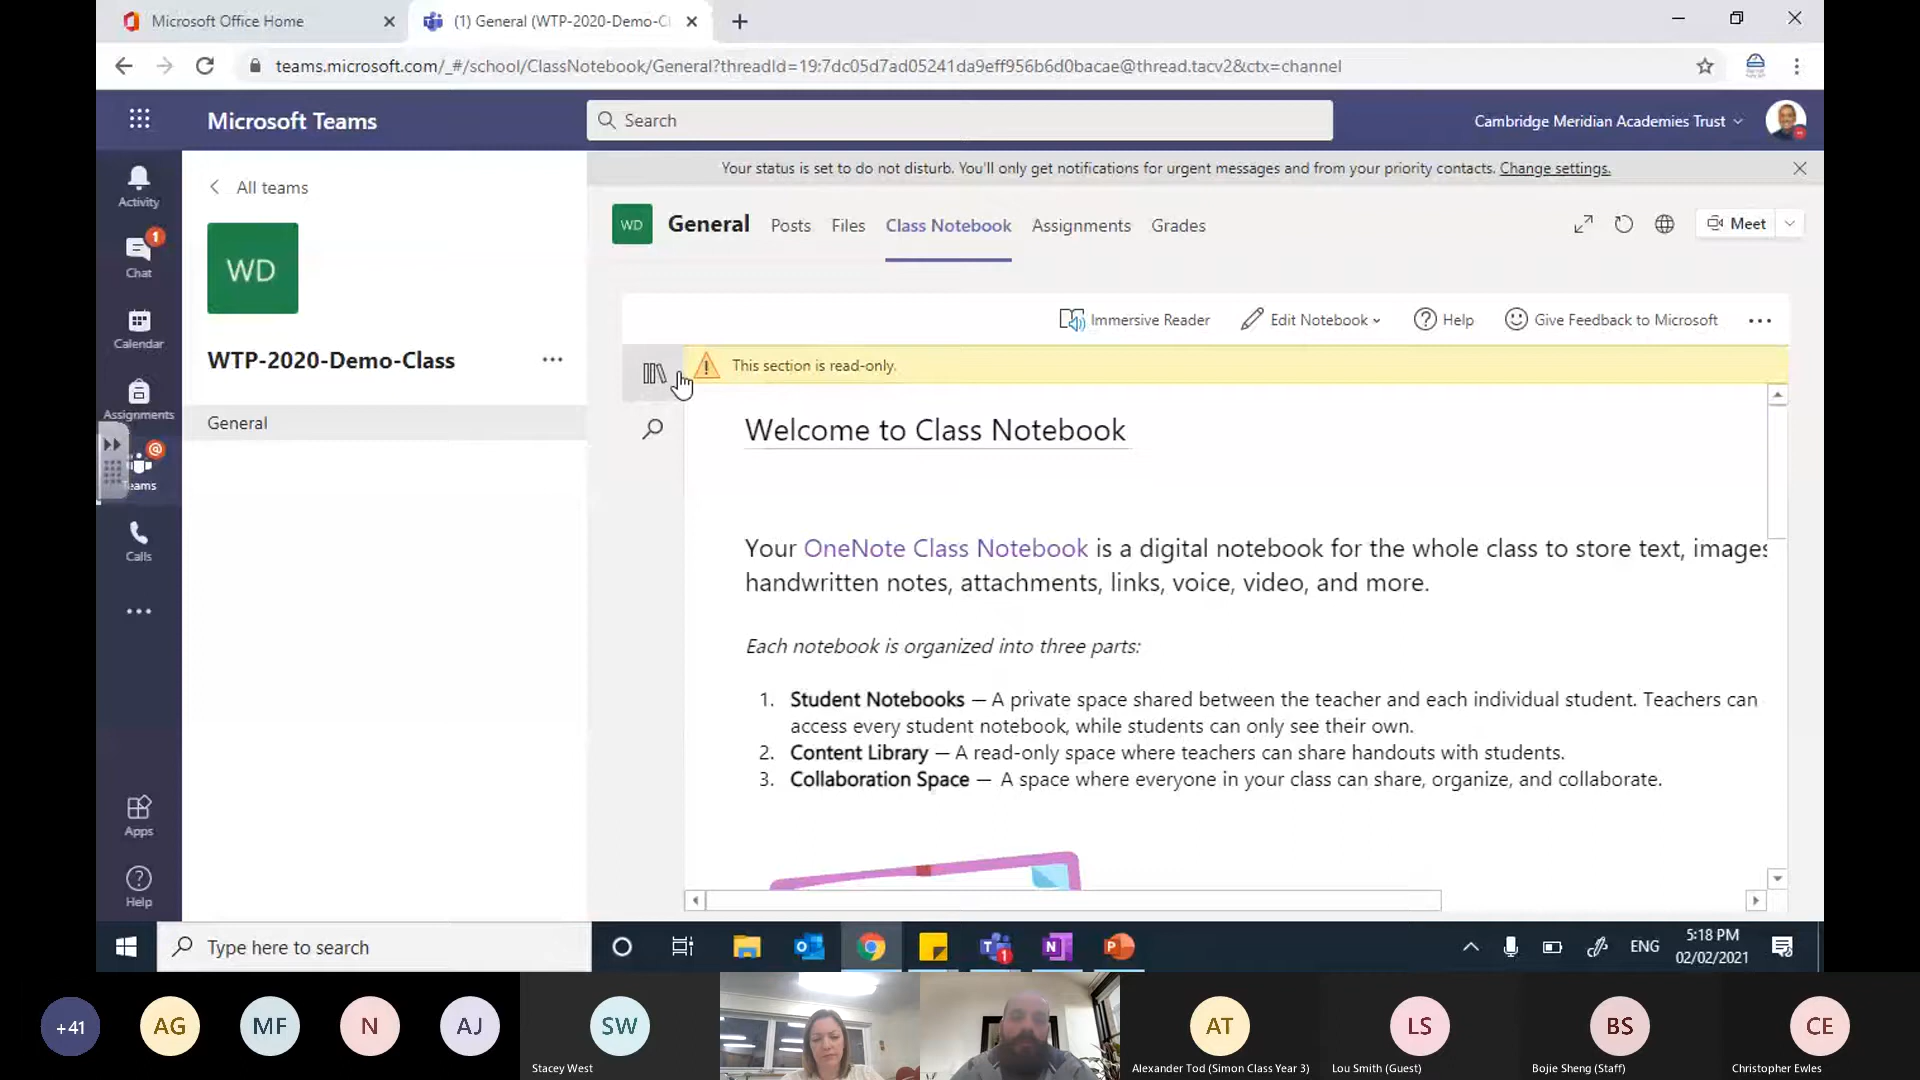 Microsoft Office Home
(1) General (WTP-2020-Demo-Cl
teams.microsoft.com/_#/school/ClassNotebook/General?threadId=19:7dc05d7ad05241da9eff956b6d0bacae@thread.tacv2&ctx=channel
Microsoft Teams
Search
Cambridge Meridian Academies Trust
Your status is set to do not disturb. You'll only get notifications for urgent messages and from your priority contacts. Change settings.
Activity
1
Chat
Calendar
Assignments
@
Teams
Calls
Apps
Help
All teams
WD
WTP-2020-Demo-Class
General
WD
General
Posts
Files
Class Notebook
Assignments
Grades
Meet
Immersive Reader
Edit Notebook
Help
Give Feedback to Microsoft
This section is read-only.
Welcome to Class Notebook
Your OneNote Class Notebook is a digital notebook for the whole class to store text, images
handwritten notes, attachments, links, voice, video, and more.
Each notebook is organized into three parts:
1. Student Notebooks — A private space shared between the teacher and each individual student. Teachers can
access every student notebook, while students can only see their own.
2. Content Library — A read-only space where teachers can share handouts with students.
3. Collaboration Space — A space where everyone in your class can share, organize, and collaborate.
Type here to search
1
ENG
5:18 PM
02/02/2021
+41
AG
MF
N
AJ
SW
Stacey West
AT
Alexander Tod (Simon Class Year 3)
LS
Lou Smith (Guest)
BS
Bojie Sheng (Staff)
CE
Christopher Ewles